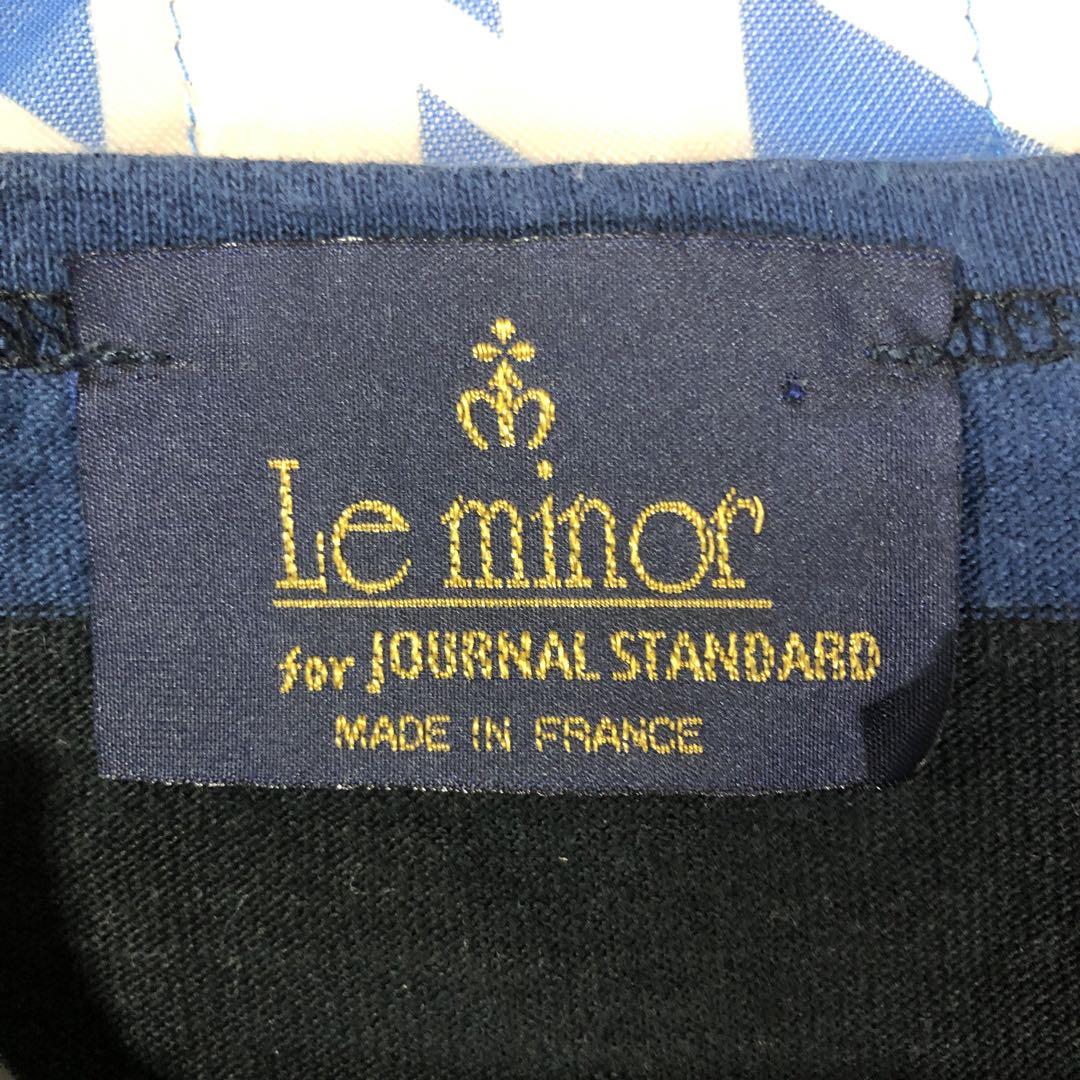 Le minor
for JOURNAL STANDARD
MADE IN FRANCE